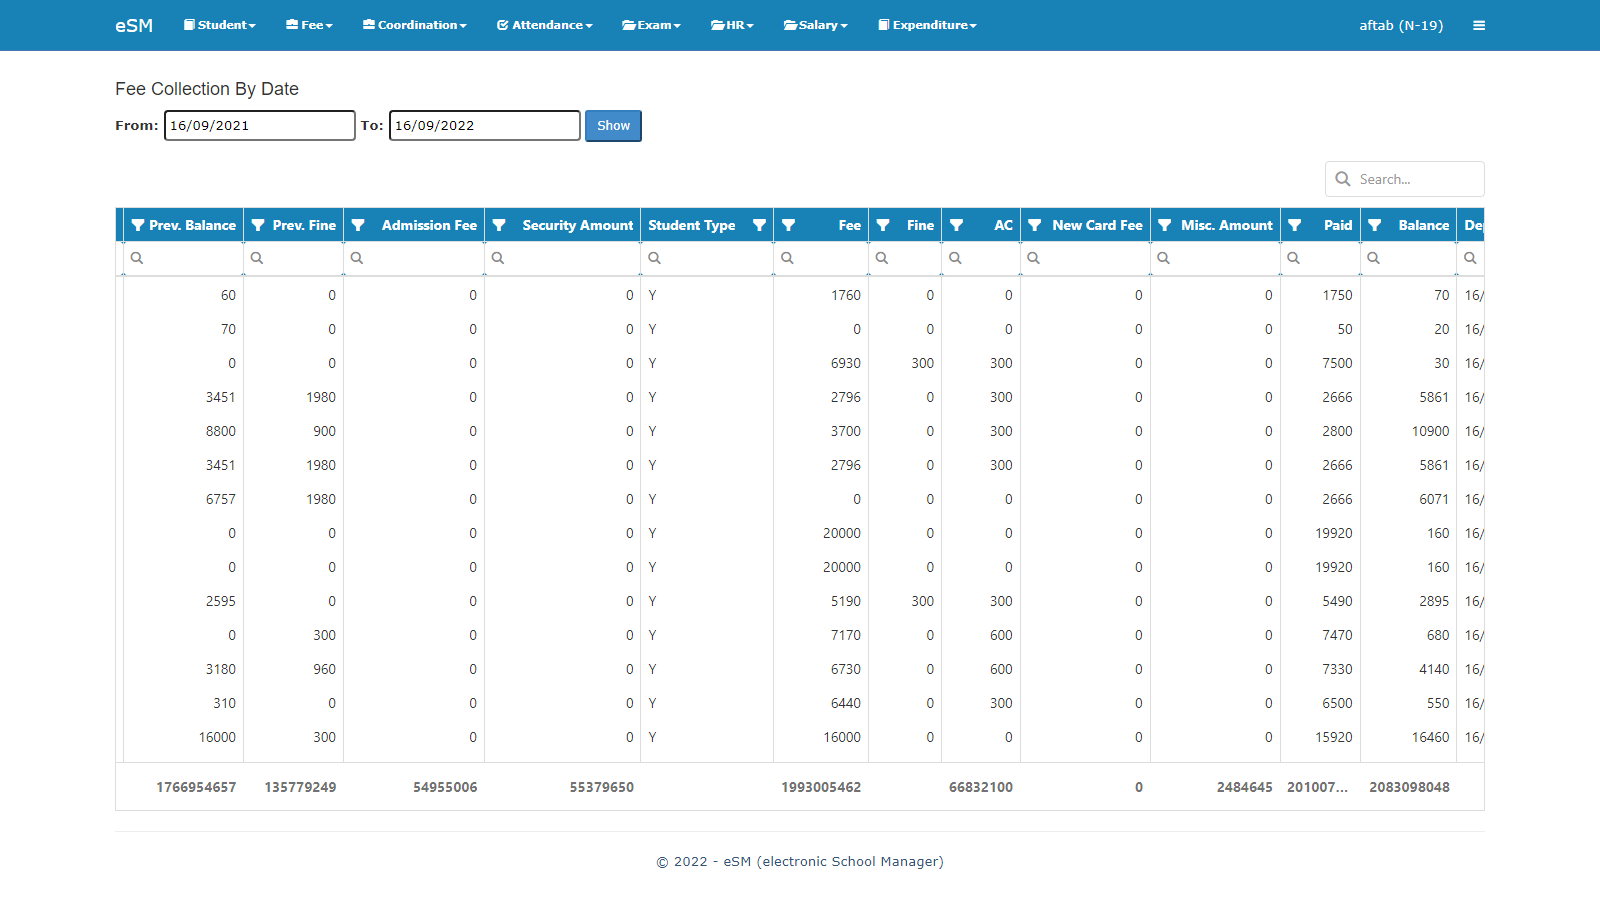 eSM Student Fee Coordination Attendance Exam HR Salary Expenditure aftab (N-19)
Fee Collection By Date
From: 16/09/2021 To: 16/09/2022 Show
Search...
Prev. Balance Prev. Fine Admission Fee Security Amount Student Type Fee Fine AC New Card Fee Misc. Amount Paid Balance
60 0 0 0 Y 1760 0 0 0 0 1750 70 16/
70 0 0 0 Y 0 0 0 0 0 50 20 16/
0 0 0 0 Y 6930 300 300 0 0 7500 30 16/
3451 1980 0 0 Y 2796 0 300 0 0 2666 5861 16/
8800 900 0 0 Y 3700 0 300 0 0 2800 10900 16/
3451 1980 0 0 Y 2796 0 300 0 0 2666 5861 16/
6757 1980 0 0 Y 0 0 0 0 0 2666 6071 16/
0 0 0 0 Y 20000 0 0 0 0 19920 160 16/
0 0 0 0 Y 20000 0 0 0 0 19920 160 16/
2595 0 0 0 Y 5190 300 300 0 0 5490 2895 16/
0 300 0 0 Y 7170 0 600 0 0 7470 680 16/
3180 960 0 0 Y 6730 0 600 0 0 7330 4140 16/
310 0 0 0 Y 6440 0 300 0 0 6500 550 16/
16000 300 0 0 Y 16000 0 0 0 0 15920 16460 16/
1766954657 135779249 54955006 55379650 1993005462 66832100 0 2484645 201007... 2083098048
© 2022 - eSM (electronic School Manager)